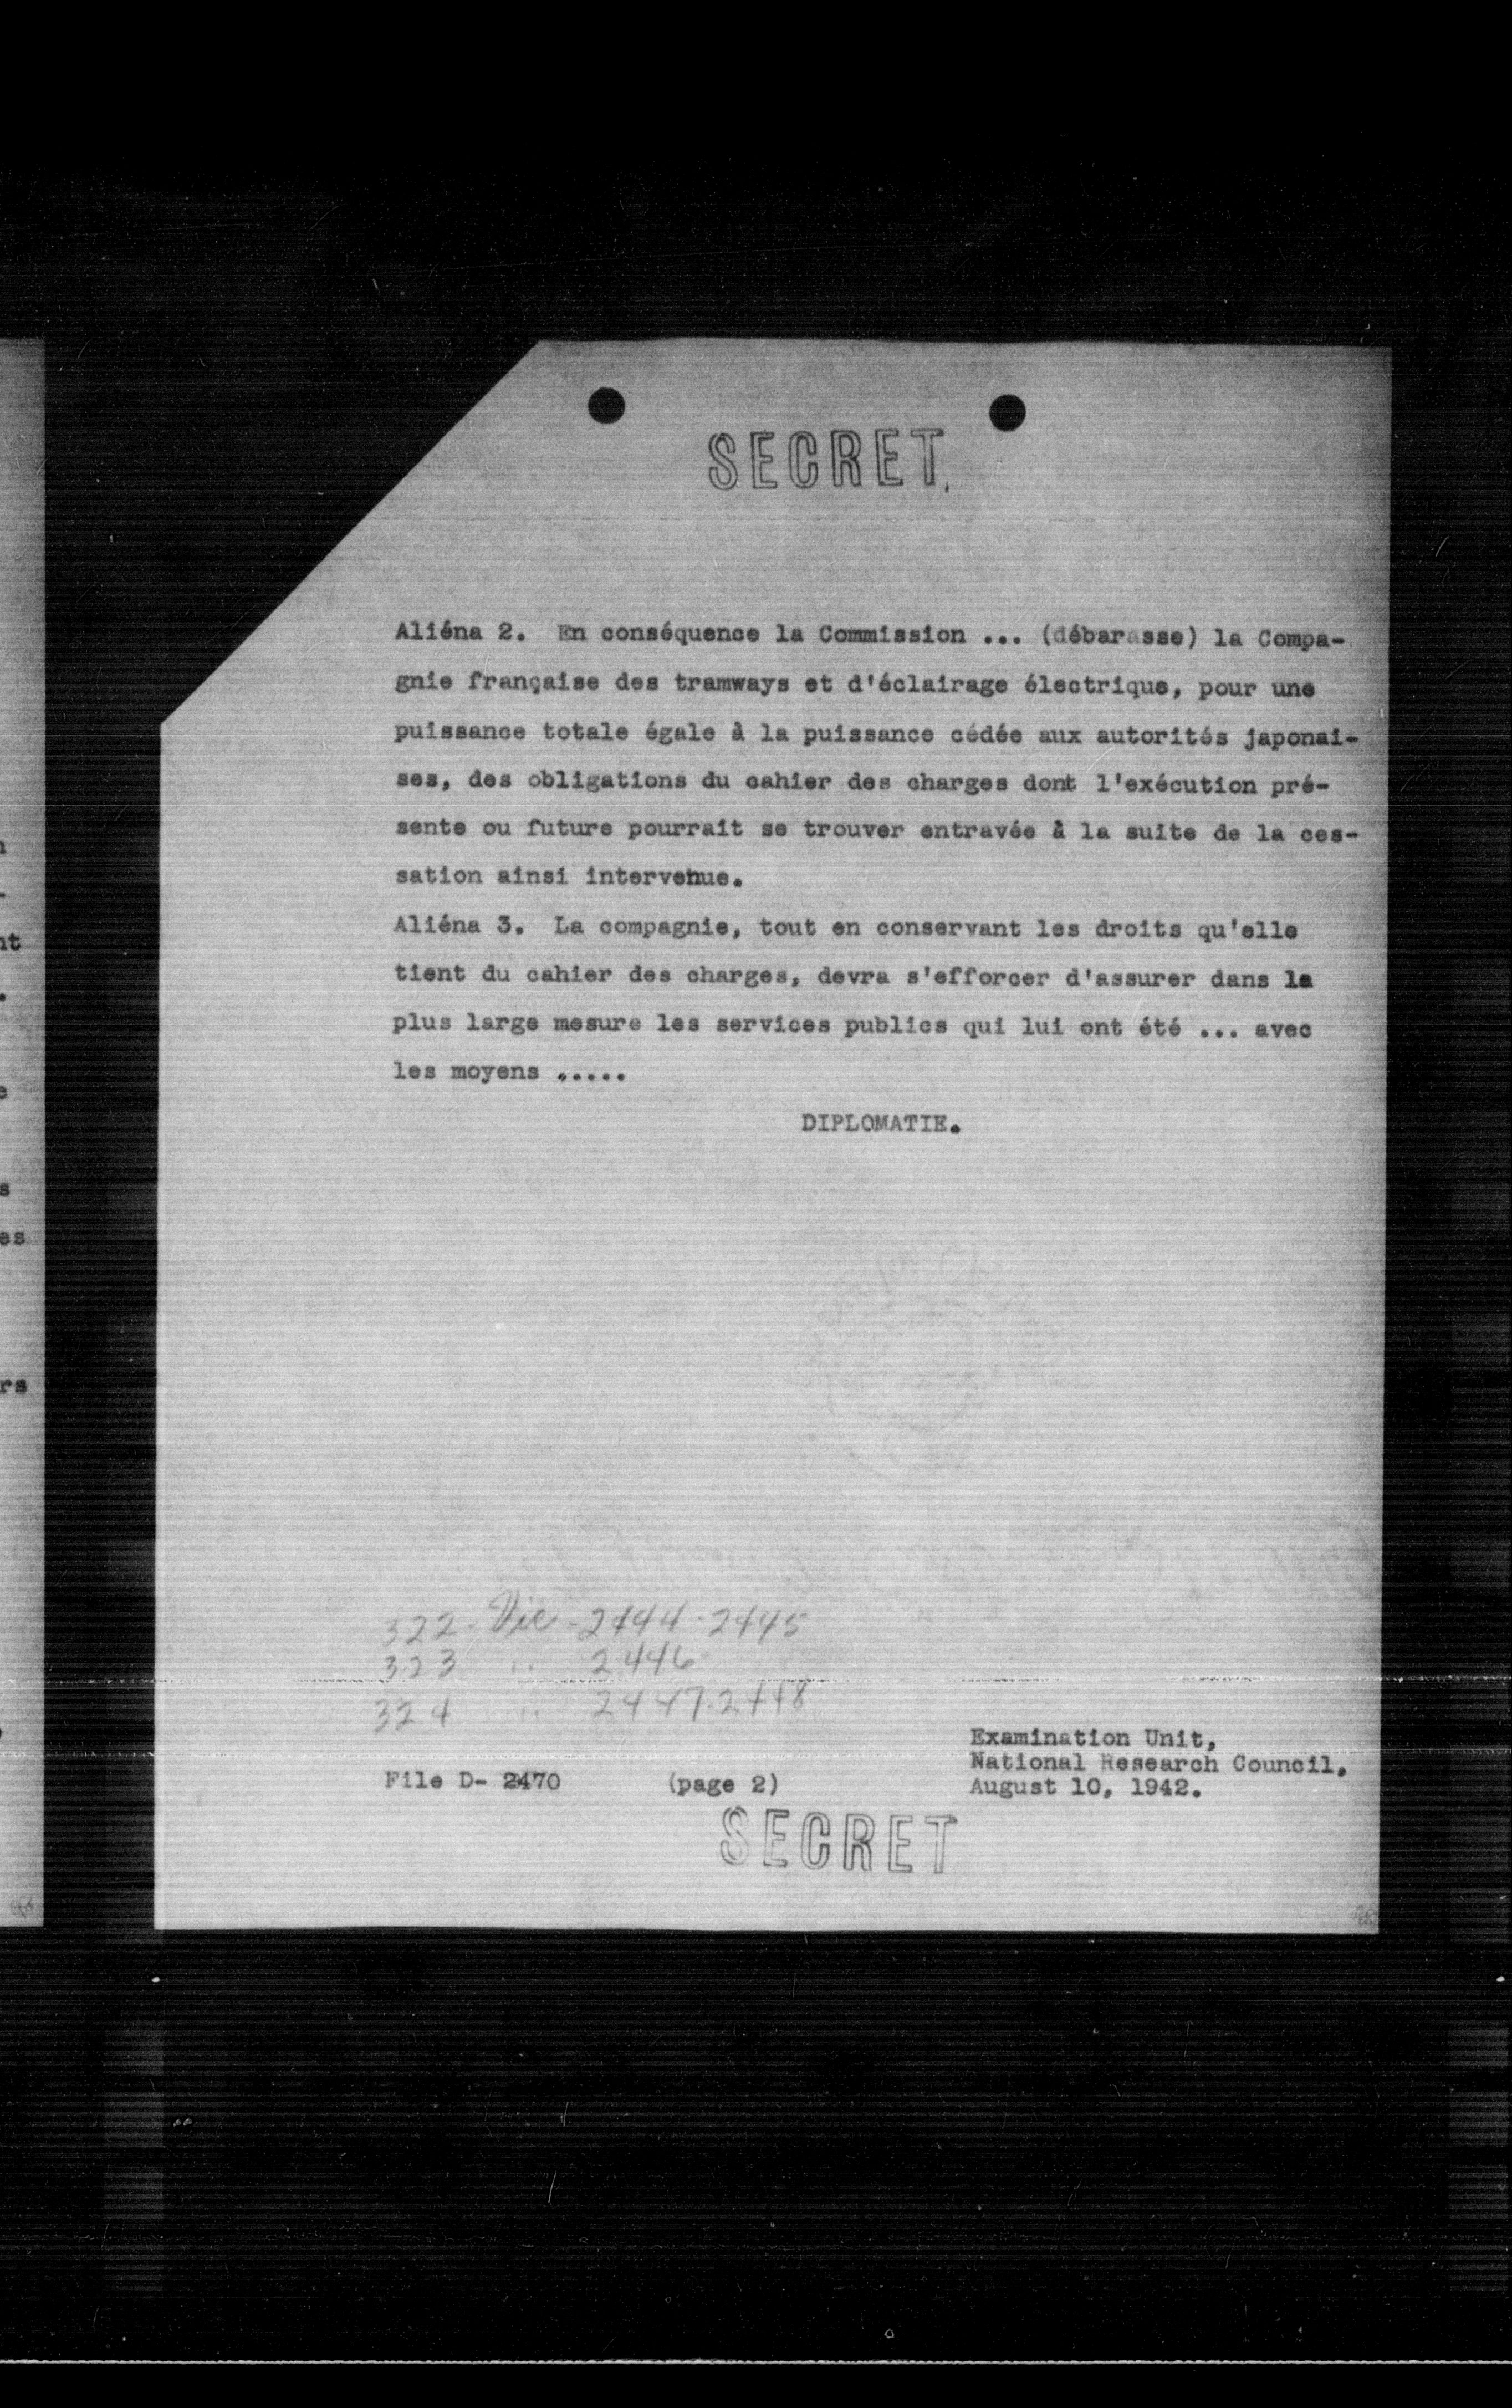 SECRET
Aliéna 2. En conséquence la Commission ... (débarasse) la Compa-
gnie française des tramways et d'éclairage électrique, pour une
puissance totale égale à la puissance cédée aux autorités japonai-
ses, des obligations du cahier des charges dont l'exécution pré-
sente ou future pourrait se trouver entravée à la suite de la ces-
sation ainsi intervenue.
Aliéna 3. La compagnie, tout en conservant les droits qu'elle
tient du cahier des charges, devra s'efforcer d'assurer dans la
plus large mesure les services publics qui lui ont été ... avec
les moyens .....
DIPLOMATIE.
322 - Vic - 2444 - 2445
323 " 2446
324 " 2447-2448
Examination Unit,
National Research Council,
File D- 2470 (page 2) August 10, 1942.
SECRET
nt
es
rs